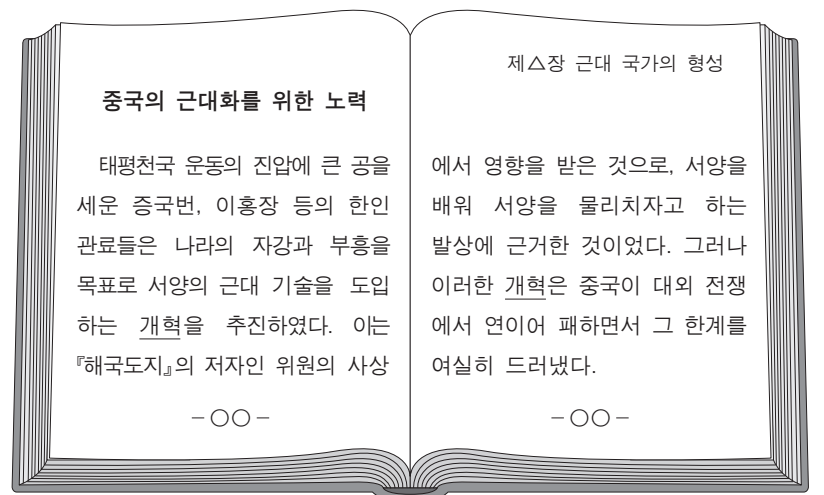 중국의 근대화를 위한 노력
태평천국 운동의 진압에 큰 공을
세운 증국번, 이홍장 등의 한인
관료들은 나라의 자강과 부흥을
목표로 서양의 근대 기술을 도입
하는 개혁을 추진하였다. 이는
『해국도지』의 저자인 위원의 사상
-○○-
제△장 근대 국가의 형성
에서 영향을 받은 것으로, 서양을
배워 서양을 물리치자고 하는
발상에 근거한 것이었다. 그러나
이러한 개혁은 중국이 대외 전쟁
에서 연이어 패하면서 그 한계를
여실히 드러냈다.
-○○-